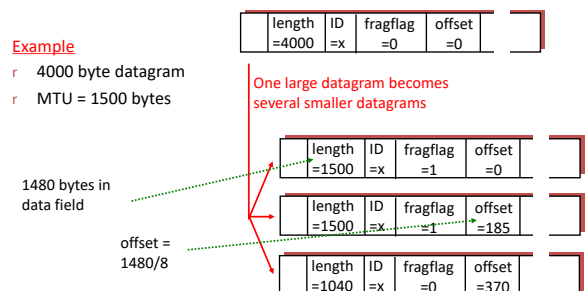 length ID fragflag offset
=4000 =x =0 =0
Example
r 4000 byte datagram
r MTU = 1500 bytes
One large datagram becomes
several smaller datagrams
length ID fragflag offset
=1500 =x =1 =0
1480 bytes in
data field
length ID fragflag offset
=1500 =x =1 =185
offset =
1480/8
length ID fragflag offset
=1040 =x =0 =370